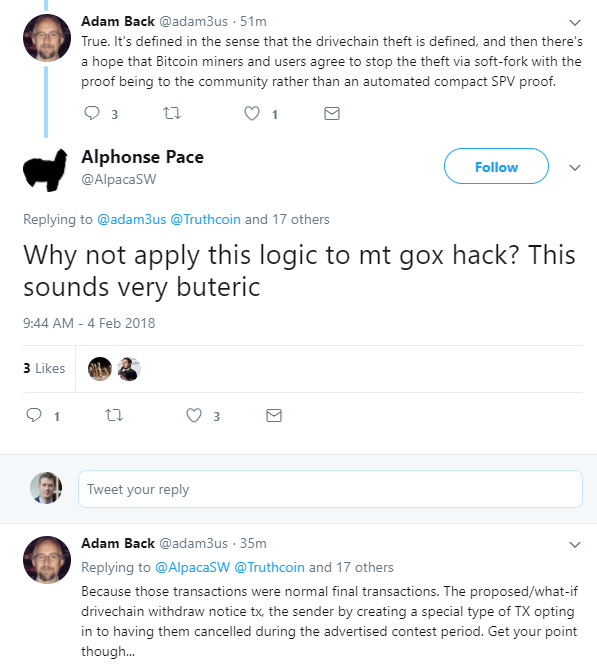 Adam Back @adam3us · 51m
True. It's defined in the sense that the drivechain theft is defined, and then there's
a hope that Bitcoin miners and users agree to stop the theft via soft-fork with the
proof being to the community rather than an automated compact SPV proof.
3 1
Alphonse Pace
@AlpacaSW
Follow
Replying to @adam3us @Truthcoin and 17 others
Why not apply this logic to mt gox hack? This
sounds very buteric
9:44 AM - 4 Feb 2018
3 Likes
1 3
Tweet your reply
Adam Back @adam3us · 35m
Replying to @AlpacaSW @Truthcoin and 17 others
Because those transactions were normal final transactions. The proposed/what-if
drivechain withdraw notice tx, the sender by creating a special type of TX opting
in to having them cancelled during the advertised contest period. Get your point
though...